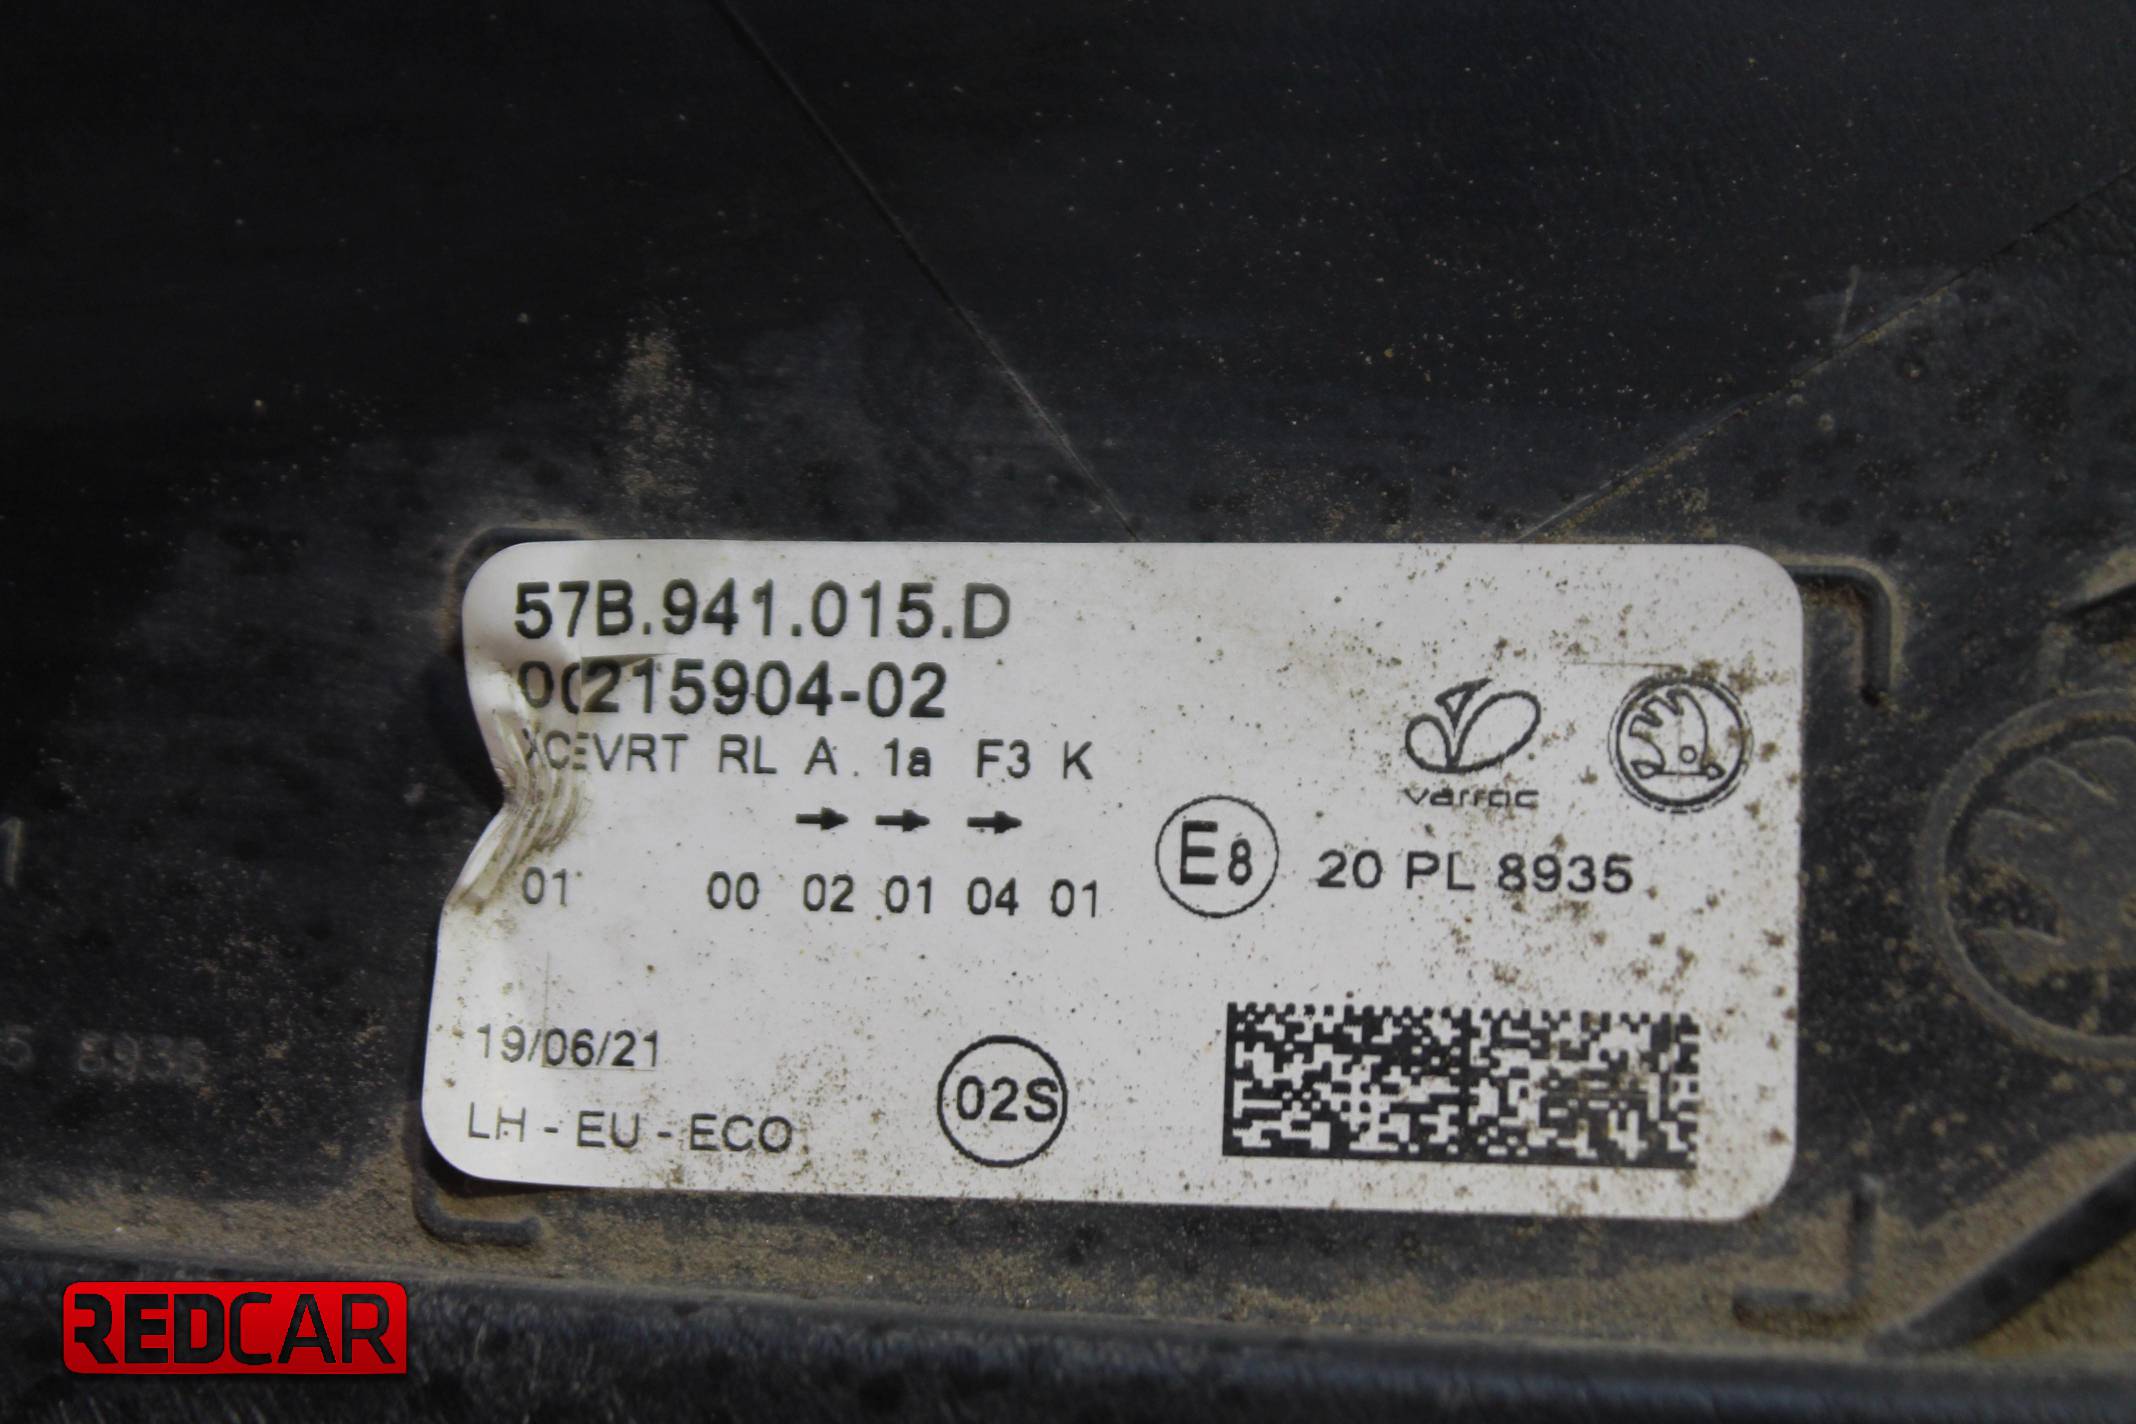 57B.941.015.D
00215904-02
XCEVRT RL A . 1a F3 K
01 00 02 01 04 01
varroc
E8 20 PL 8935
19/06/21
LH - EU - ECO
02S
8935
REDCAR